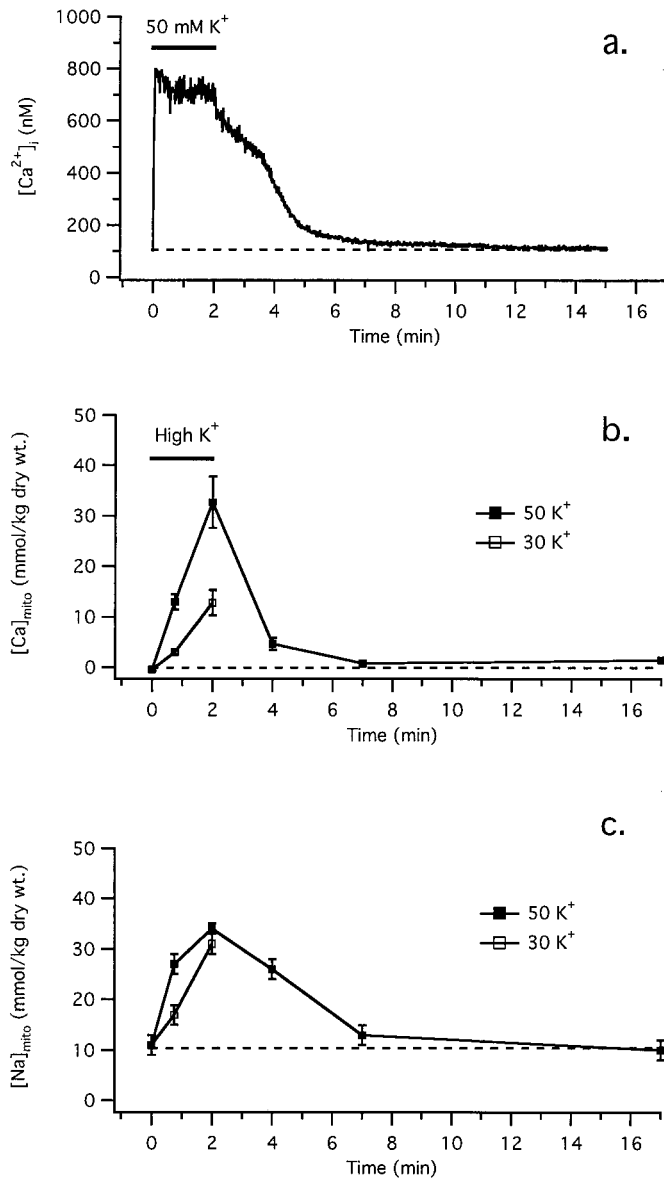 50 mM K⁺
a.
1000
800
600
400
200
0
[Ca²⁺]ᵢ (nM)
0 2 4 6 8 10 12 14 16
Time (min)
b.
High K⁺
50
40
30
20
10
0
[Ca]mito (mmol/kg dry wt.)
50 K⁺
30 K⁺
0 2 4 6 8 10 12 14 16
Time (min)
c.
50
40
30
20
10
0
[Na]mito (mmol/kg dry wt.)
50 K⁺
30 K⁺
0 2 4 6 8 10 12 14 16
Time (min)